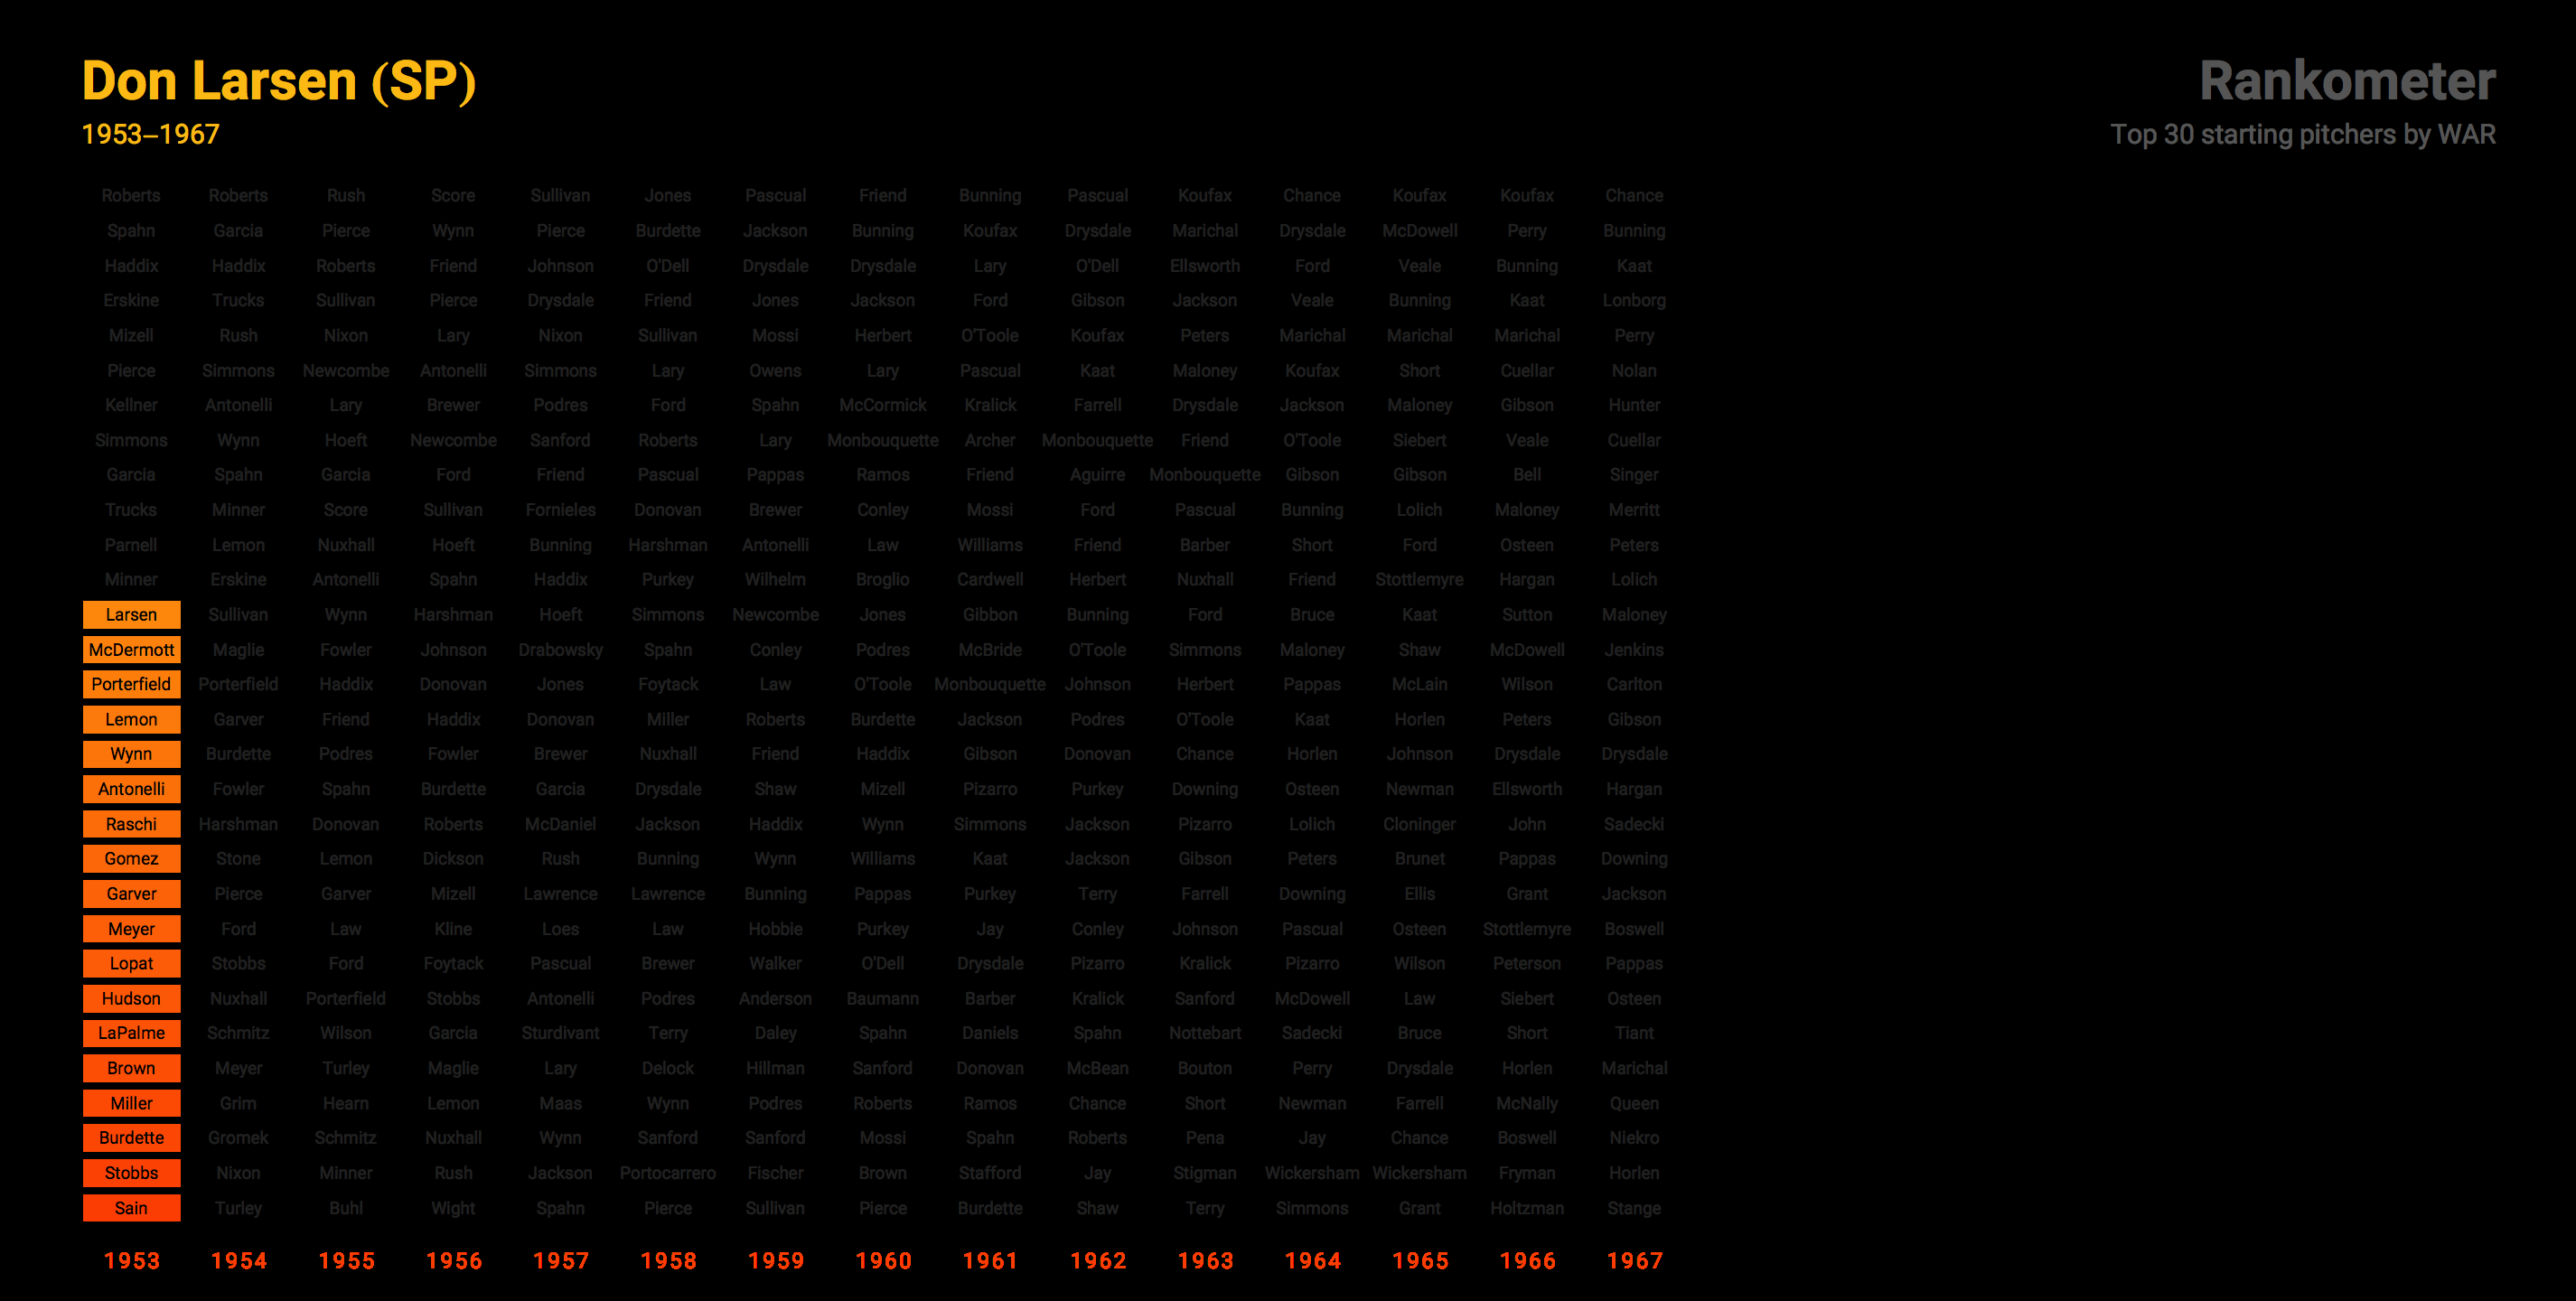 Don Larsen (SP)
1953–1967
Rankometer
Top 30 starting pitchers by WAR
Roberts Roberts Rush Score Sullivan Jones Pascual Friend Bunning Pascual Koufax Chance Koufax Koufax Chance
Spahn Garcia Pierce Wynn Pierce Burdette Jackson Bunning Koufax Drysdale Marichal Drysdale McDowell Perry Bunning
Haddix Haddix Roberts Friend Johnson O'Dell Drysdale Drysdale Lary O'Dell Ellsworth Ford Veale Bunning Kaat
Erskine Trucks Sullivan Pierce Drysdale Friend Jones Jackson Ford Gibson Jackson Veale Bunning Kaat Lonborg
Mizell Rush Nixon Lary Nixon Sullivan Mossi Herbert O'Toole Koufax Peters Marichal Marichal Marichal Perry
Pierce Simmons Newcombe Antonelli Simmons Lary Owens Lary Pascual Kaat Maloney Koufax Short Cuellar Nolan
Kellner Antonelli Lary Brewer Podres Ford Spahn McCormick Kralick Farrell Drysdale Jackson Maloney Gibson Hunter
Simmons Wynn Hoeft Newcombe Sanford Roberts Lary Monbouquette Archer Monbouquette Friend O'Toole Siebert Veale Cuellar
Garcia Spahn Garcia Ford Friend Pascual Pappas Ramos Friend Aguirre Monbouquette Gibson Gibson Bell Singer
Trucks Minner Score Sullivan Fornieles Donovan Brewer Conley Mossi Ford Pascual Bunning Lolich Maloney Merritt
Parnell Lemon Nuxhall Hoeft Bunning Harshman Antonelli Law Williams Friend Barber Short Ford Osteen Peters
Minner Erskine Antonelli Spahn Haddix Purkey Wilhelm Broglio Cardwell Herbert Nuxhall Friend Stottlemyre Hargan Lolich
Larsen Sullivan Wynn Harshman Hoeft Simmons Newcombe Jones Gibbon Bunning Ford Bruce Kaat Sutton Maloney
McDermott Maglie Fowler Johnson Drabowsky Spahn Conley Podres McBride O'Toole Simmons Maloney Shaw McDowell Jenkins
Porterfield Porterfield Haddix Donovan Jones Foytack Law O'Toole Monbouquette Johnson Herbert Pappas McLain Wilson Carlton
Lemon Garver Friend Haddix Donovan Miller Roberts Burdette Jackson Podres O'Toole Kaat Horlen Peters Gibson
Wynn Burdette Podres Fowler Brewer Nuxhall Friend Haddix Gibson Donovan Chance Horlen Johnson Drysdale Drysdale
Antonelli Fowler Spahn Burdette Garcia Drysdale Shaw Mizell Pizarro Purkey Downing Osteen Newman Ellsworth Hargan
Raschi Harshman Donovan Roberts McDaniel Jackson Haddix Wynn Simmons Jackson Pizarro Lolich Cloninger John Sadecki
Gomez Stone Lemon Dickson Rush Bunning Wynn Williams Kaat Jackson Gibson Peters Brunet Pappas Downing
Garver Pierce Garver Mizell Lawrence Lawrence Bunning Pappas Purkey Terry Farrell Downing Ellis Grant Jackson
Meyer Ford Law Kline Loes Law Hobbie Purkey Jay Conley Johnson Pascual Osteen Stottlemyre Boswell
Lopat Stobbs Ford Foytack Pascual Brewer Walker O'Dell Drysdale Pizarro Kralick Pizarro Wilson Peterson Pappas
Hudson Nuxhall Porterfield Stobbs Antonelli Podres Anderson Baumann Barber Kralick Sanford McDowell Law Siebert Osteen
LaPalme Schmitz Wilson Garcia Sturdivant Terry Daley Spahn Daniels Spahn Nottebart Sadecki Bruce Short Tiant
Brown Meyer Turley Maglie Lary Delock Hillman Sanford Donovan McBean Bouton Perry Drysdale Horlen Marichal
Miller Grim Hearn Lemon Maas Wynn Podres Roberts Ramos Chance Short Newman Farrell McNally Queen
Burdette Gromek Schmitz Nuxhall Wynn Sanford Sanford Mossi Spahn Roberts Pena Jay Chance Boswell Niekro
Stobbs Nixon Minner Rush Jackson Portocarrero Fischer Brown Stafford Jay Stigman Wickersham Wickersham Fryman Horlen
Sain Turley Buhl Wight Spahn Pierce Sullivan Pierce Burdette Shaw Terry Simmons Grant Holtzman Stange
1953 1954 1955 1956 1957 1958 1959 1960 1961 1962 1963 1964 1965 1966 1967